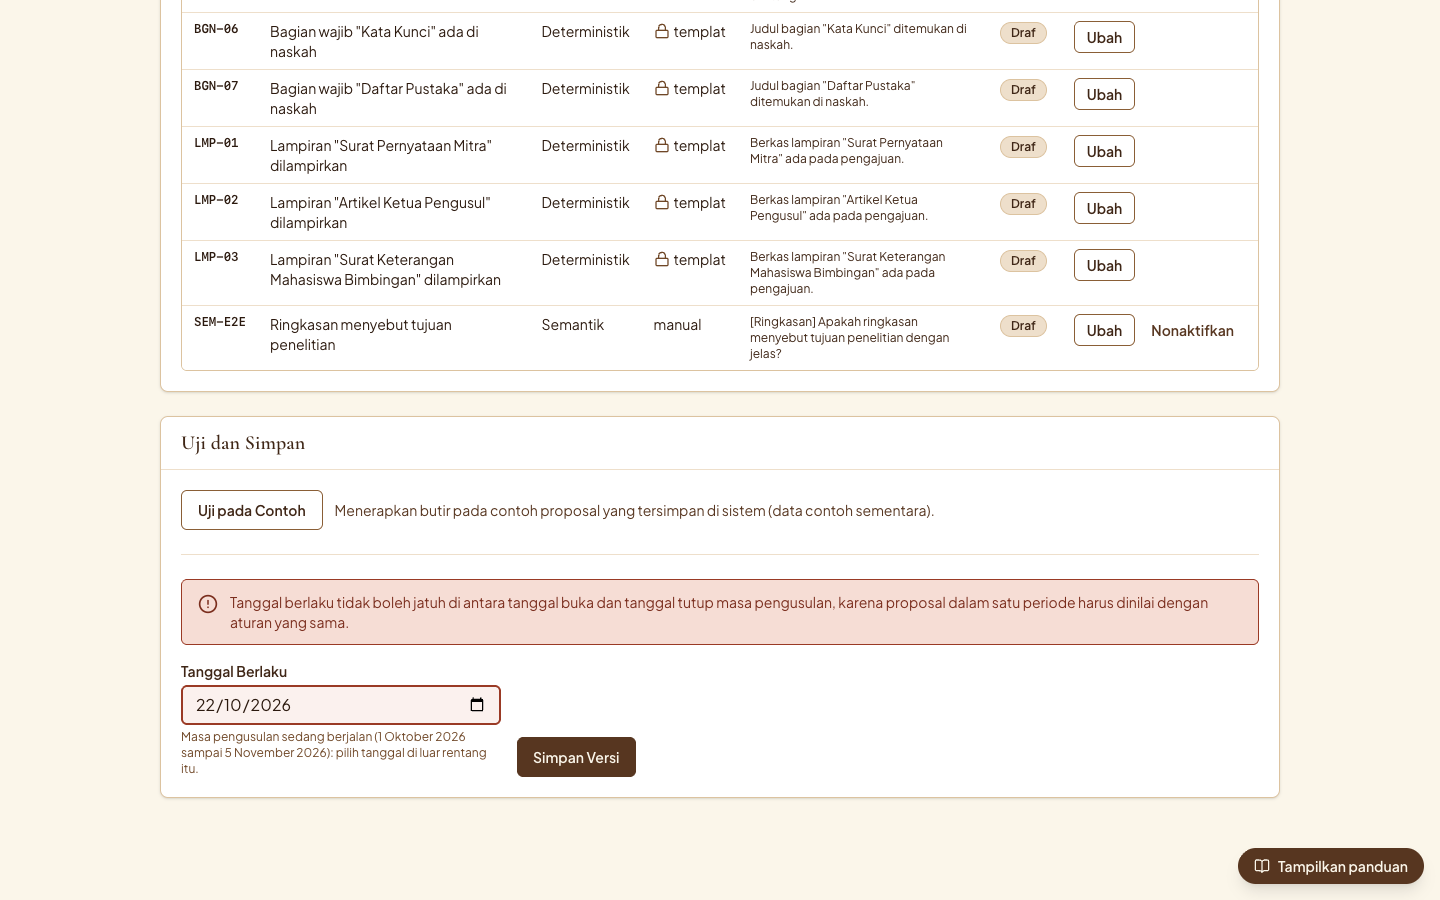 BGN-06 Bagian wajib "Kata Kunci" ada di naskah Deterministik templat Judul bagian "Kata Kunci" ditemukan di naskah. Draf Ubah
BGN-07 Bagian wajib "Daftar Pustaka" ada di naskah Deterministik templat Judul bagian "Daftar Pustaka" ditemukan di naskah. Draf Ubah
LMP-01 Lampiran "Surat Pernyataan Mitra" dilampirkan Deterministik templat Berkas lampiran "Surat Pernyataan Mitra" ada pada pengajuan. Draf Ubah
LMP-02 Lampiran "Artikel Ketua Pengusul" dilampirkan Deterministik templat Berkas lampiran "Artikel Ketua Pengusul" ada pada pengajuan. Draf Ubah
LMP-03 Lampiran "Surat Keterangan Mahasiswa Bimbingan" dilampirkan Deterministik templat Berkas lampiran "Surat Keterangan Mahasiswa Bimbingan" ada pada pengajuan. Draf Ubah
SEM-E2E Ringkasan menyebut tujuan penelitian Semantik manual [Ringkasan] Apakah ringkasan menyebut tujuan penelitian dengan jelas? Draf Ubah Nonaktifkan
Uji dan Simpan
Uji pada Contoh Menerapkan butir pada contoh proposal yang tersimpan di sistem (data contoh sementara).
Tanggal berlaku tidak boleh jatuh di antara tanggal buka dan tanggal tutup masa pengusulan, karena proposal dalam satu periode harus dinilai dengan
aturan yang sama.
Tanggal Berlaku
22/10/2026
Masa pengusulan sedang berjalan (1 Oktober 2026
sampai 5 November 2026): pilih tanggal di luar rentang
itu.
Simpan Versi
Tampilkan panduan